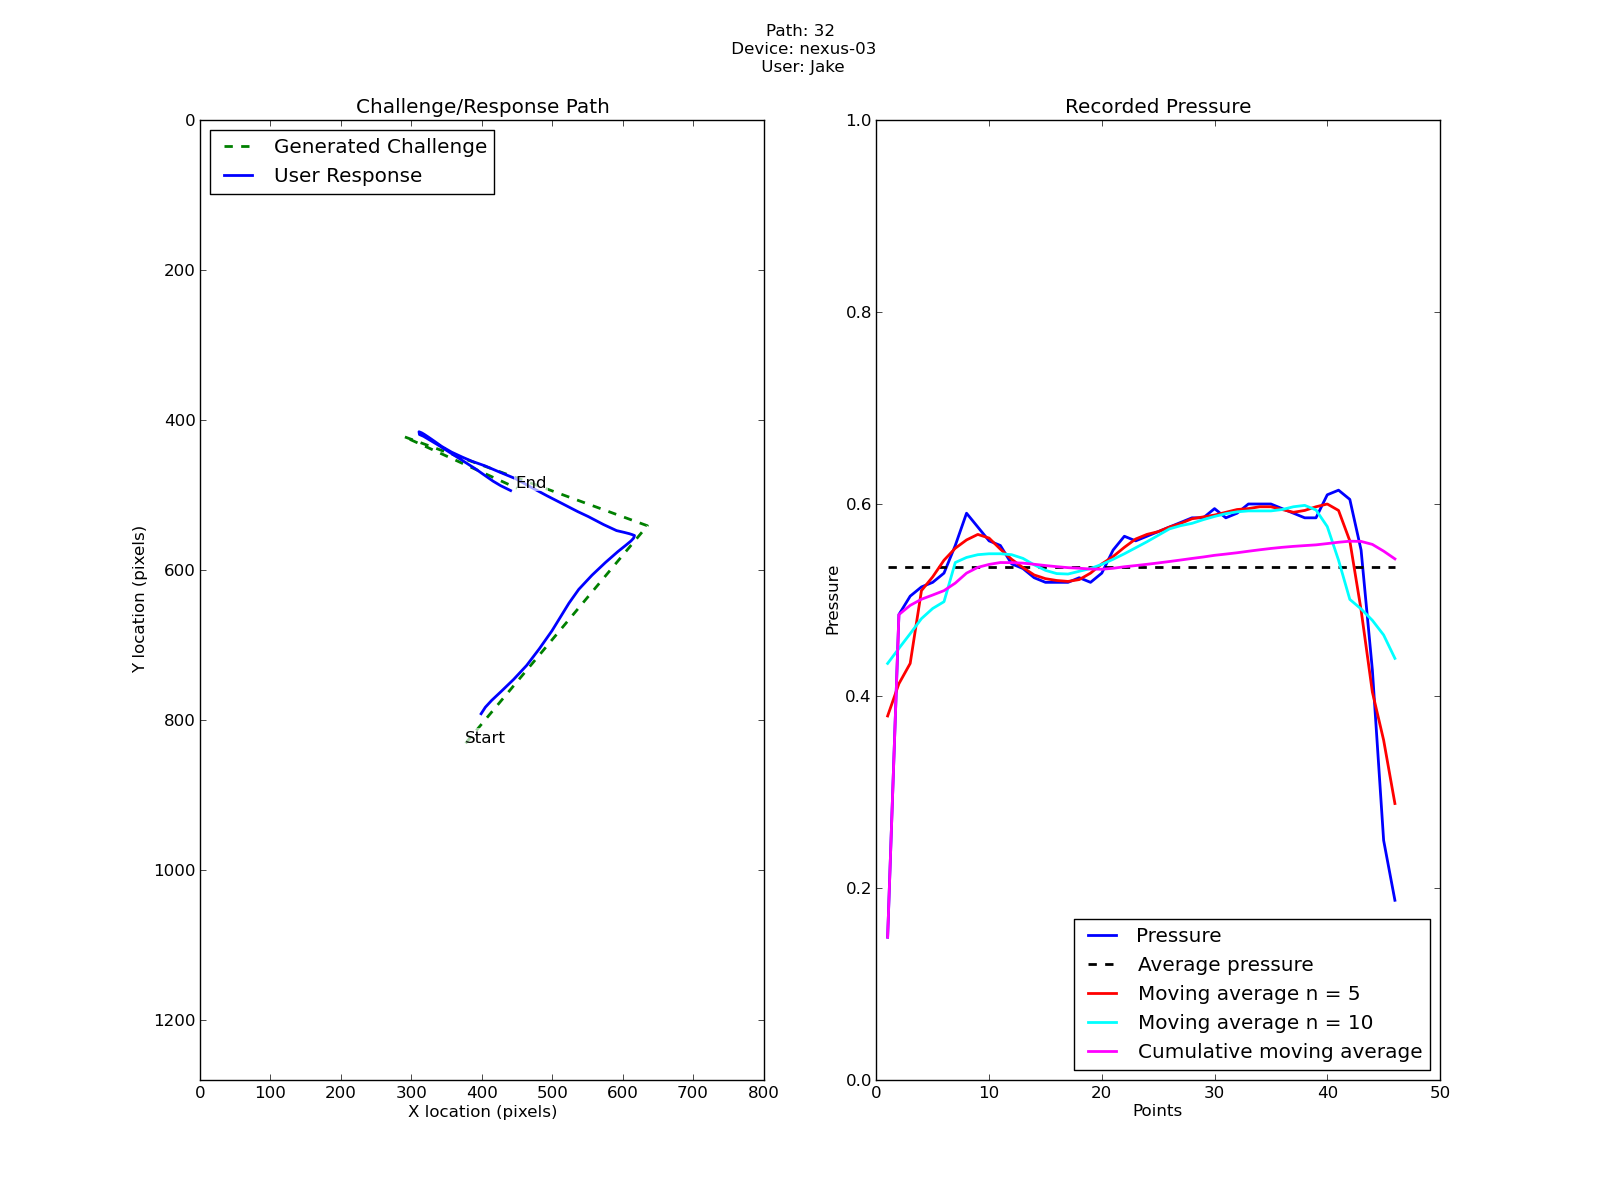 Path: 32
Device: nexus-03
User: Jake
Challenge/Response Path
Generated Challenge
User Response
0
200
400
600
800
1000
1200
Y location (pixels)
End
Start
0 100 200 300 400 500 600 700 800
X location (pixels)
Recorded Pressure
1.0
0.8
0.6
0.4
0.2
0.0
Pressure
Pressure
Average pressure
Moving average n = 5
Moving average n = 10
Cumulative moving average
0 10 20 30 40 50
Points